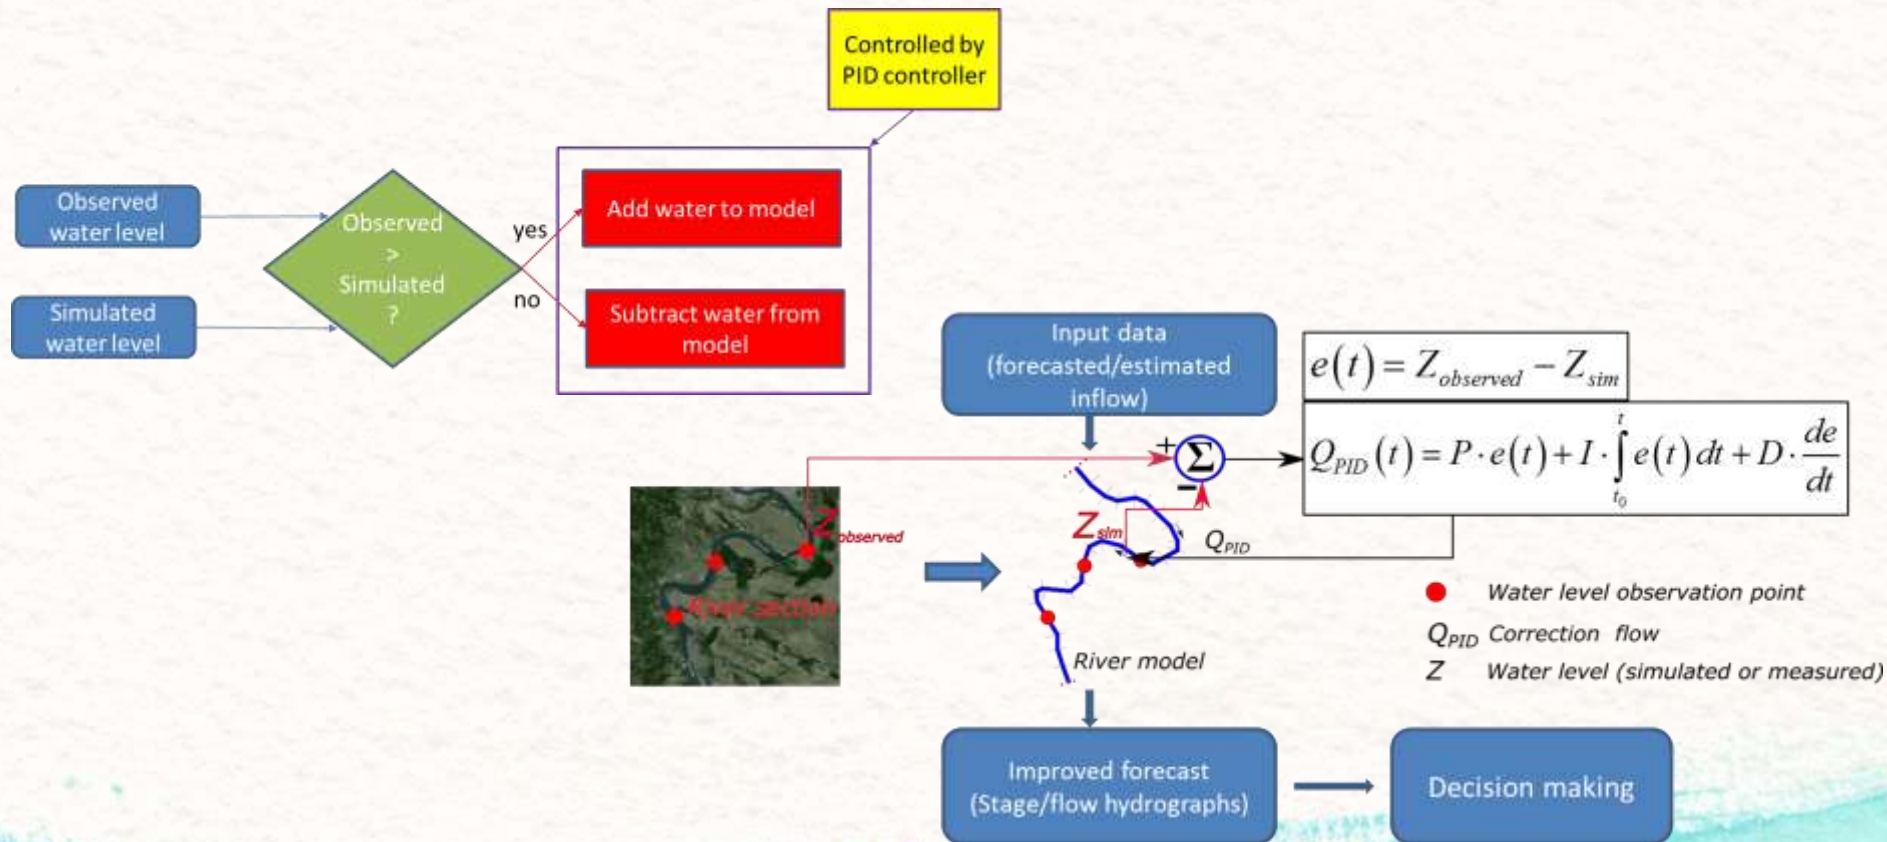 Controlled by
PID controller
Observed
water level
Simulated
water level
Observed
>
Simulated
?
yes
no
Add water to model
Subtract water from
model
Input data
(forecasted/estimated
inflow)
e(t) = Z_observed − Z_sim
Q_PID(t) = P · e(t) + I · ∫_{t_0}^{t} e(t) dt + D · de/dt
+
Σ
−
Z_observed
River section
Z_sim
Q_PID
River model
Water level observation point
Q_PID Correction flow
Z Water level (simulated or measured)
Improved forecast
(Stage/flow hydrographs)
Decision making